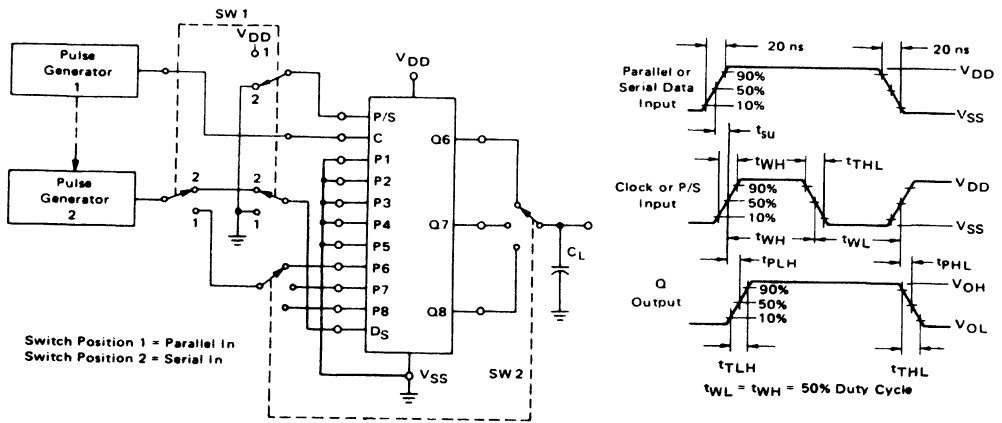 SW 1
Pulse
Generator
1
Pulse
Generator
2
VDD
1
2
2
1
2
1
VDD
P/S
C
P1
P2
P3
P4
P5
P6
P7
P8
DS
Q6
Q7
Q8
VSS
CL
SW 2
Switch Position 1 = Parallel In
Switch Position 2 = Serial In
20 ns
20 ns
Parallel or
Serial Data
Input
90%
50%
10%
VDD
VSS
tsu
tWH
tTHL
Clock or P/S
Input
90%
50%
10%
VDD
VSS
tWH
tWL
tPLH
tPHL
Q
Output
90%
50%
10%
VOH
VOL
tTLH
tTHL
tWL = tWH = 50% Duty Cycle